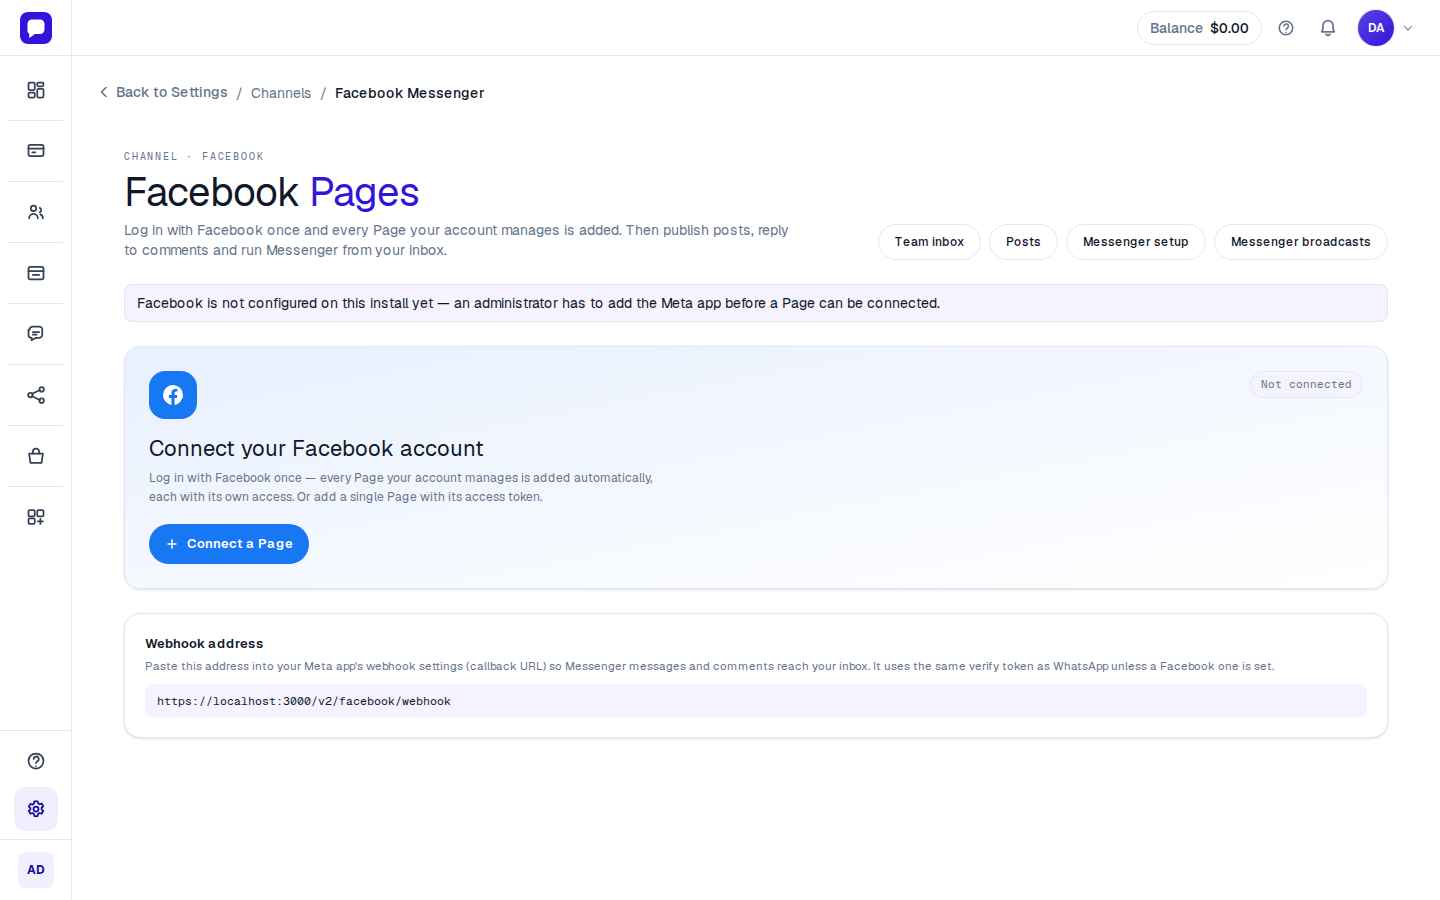 Balance $0.00
DA
Back to Settings / Channels / Facebook Messenger
CHANNEL · FACEBOOK
Facebook Pages
Log in with Facebook once and every Page your account manages is added. Then publish posts, reply
to comments and run Messenger from your inbox.
Team inbox
Posts
Messenger setup
Messenger broadcasts
Facebook is not configured on this install yet — an administrator has to add the Meta app before a Page can be connected.
Not connected
Connect your Facebook account
Log in with Facebook once — every Page your account manages is added automatically,
each with its own access. Or add a single Page with its access token.
+ Connect a Page
Webhook address
Paste this address into your Meta app's webhook settings (callback URL) so Messenger messages and comments reach your inbox. It uses the same verify token as WhatsApp unless a Facebook one is set.
https://localhost:3000/v2/facebook/webhook
AD